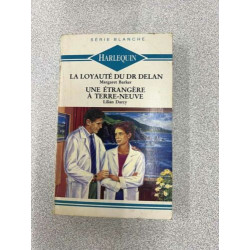 SÉRIE BLANCHE
HARLEQUIN
LA LOYAUTÉ DU DR DELAN
Margaret Barker
UNE ÉTRANGÈRE
À TERRE-NEUVE
Lilian Darcy